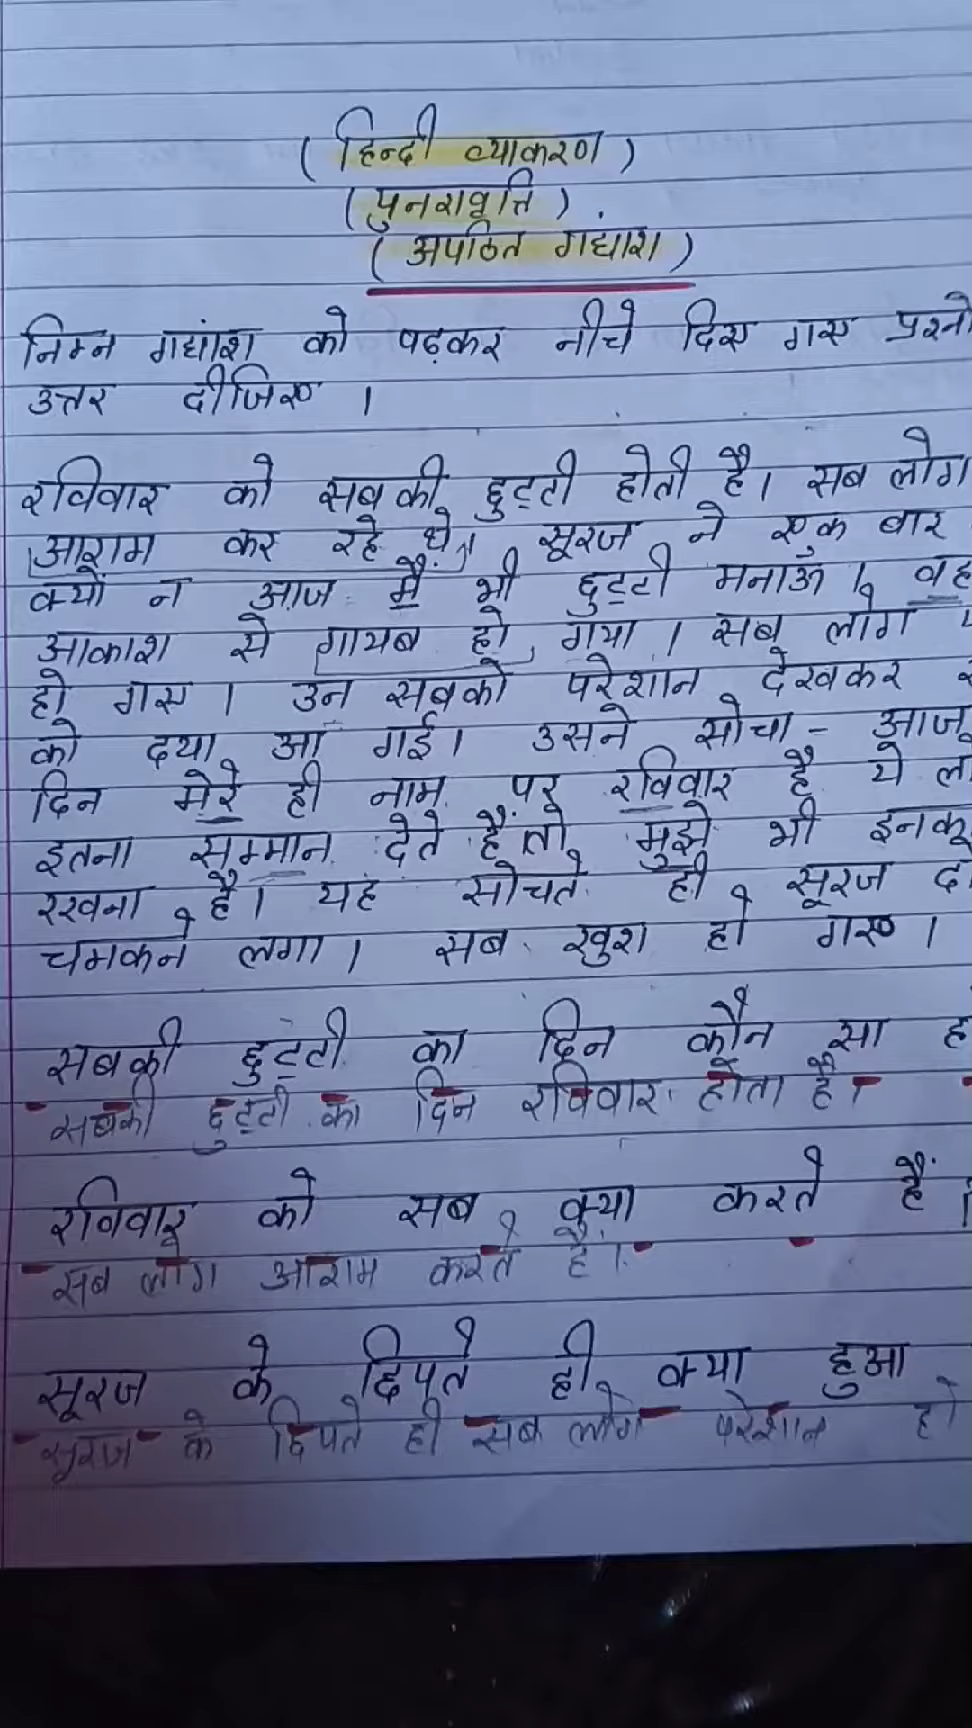 (हिन्दी व्याकरण)
(पुनरावृत्ति)
(अपठित गंद्यांश)
निम्न गद्यांश को पढ़कर नीचे दिए गए प्रश्नो
उत्तर दीजिए ।
रविवार को सबकी छुट्टी होती है। सब लोग
आराम कर रहे थे। सूरज ने एक बार
क्यों न आज मैं भी छुट्टी मनाऊँ। वह
आकाश से गायब हो गया। सब लोग
हो गए। उन सबको परेशान देखकर
को दया आ गई। उसने सोचा - आज
दिन मेरे ही नाम पर रविवार है ये
इतना सम्मान देते हैं तो मुझे भी
रखना है। यह सोचते ही सूरज
चमकने लगा। सब खुश हो गए।
सबकी छुट्टी का दिन कौन सा
सबकी छुट्टी का दिन रविवार होता है।
रविवार को सब क्या करते हैं
सब लोग आराम करते हैं।
सूरज के छिपते ही क्या हुआ
सूरज के छिपते ही सब लोग परेशान हो